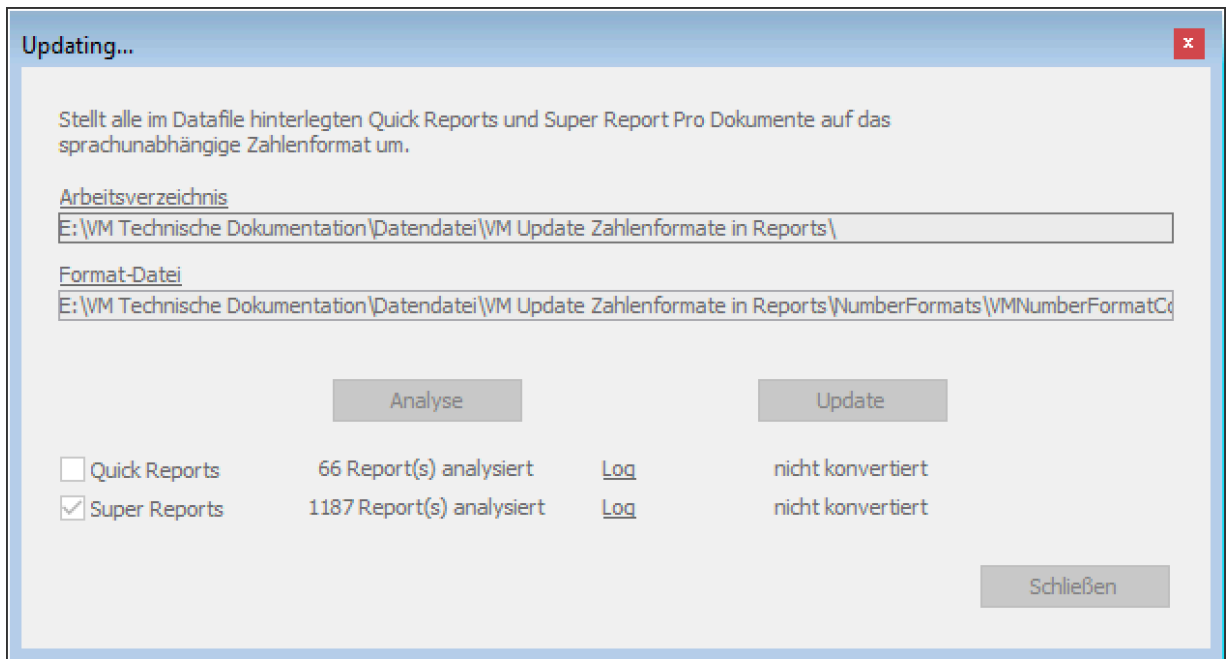 Updating...
x
Stellt alle im Datafile hinterlegten Quick Reports und Super Report Pro Dokumente auf das
sprachunabhängige Zahlenformat um.
Arbeitsverzeichnis
E:\VM Technische Dokumentation\Datendatei\VM Update Zahlenformate in Reports\
Format-Datei
E:\VM Technische Dokumentation\Datendatei\VM Update Zahlenformate in Reports\NumberFormats\VMNumberFormatCo
Analyse Update
Quick Reports 66 Report(s) analysiert Log nicht konvertiert
Super Reports 1187 Report(s) analysiert Log nicht konvertiert
Schließen